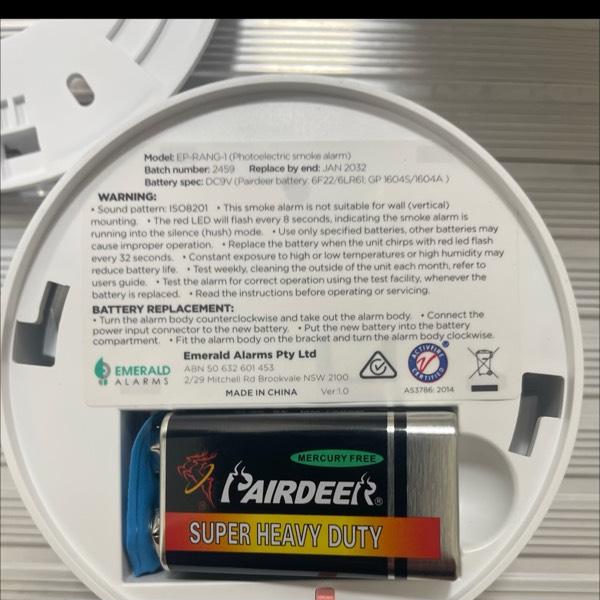 Model: EP-RANG-1 (Photoelectric smoke alarm)
Batch number: 2459 Replace by end: JAN 2032
Battery spec: DC9V (Pairdeer battery: 6F22/6LR61; GP 1604S/1604A )
WARNING:
• Sound pattern: ISO8201 • This smoke alarm is not suitable for wall (vertical)
mounting. • The red LED will flash every 8 seconds, indicating the smoke alarm is
running into the silence (hush) mode. • Use only specified batteries, other batteries may
cause improper operation. • Replace the battery when the unit chirps with red led flash
every 32 seconds. • Constant exposure to high or low temperatures or high humidity may
reduce battery life. • Test weekly, cleaning the outside of the unit each month, refer to
users guide. • Test the alarm for correct operation using the test facility, whenever the
battery is replaced. • Read the instructions before operating or servicing.
BATTERY REPLACEMENT:
• Turn the alarm body counterclockwise and take out the alarm body. • Connect the
power input connector to the new battery. • Put the new battery into the battery
compartment. • Fit the alarm body on the bracket and turn the alarm body clockwise.
EMERALD
ALARMS
Emerald Alarms Pty Ltd
ABN 50 632 601 453
2/29 Mitchell Rd Brookvale NSW 2100
MADE IN CHINA Ver:1.0
ACTIVFIRE
CERTIFIED
AS3786: 2014
MERCURY FREE
PAIRDEER®
SUPER HEAVY DUTY